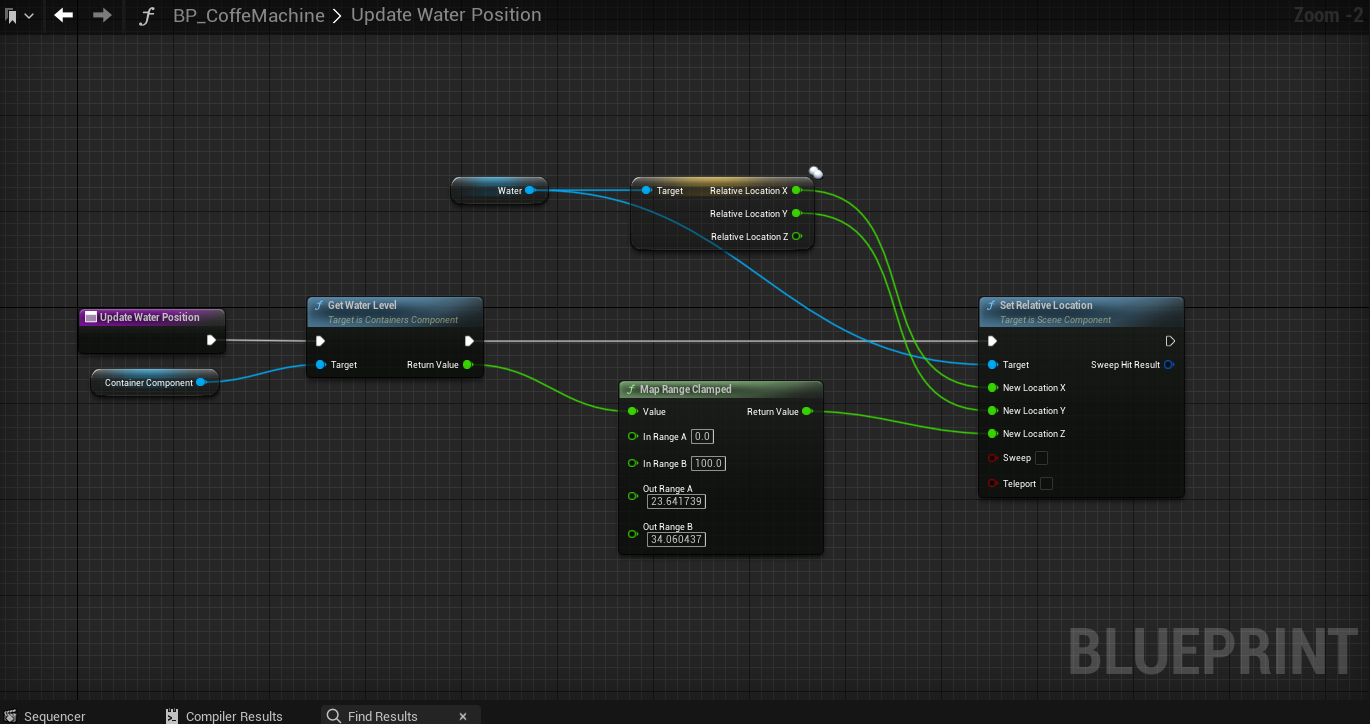 BP_CoffeMachine > Update Water Position
Zoom -2
Water
Target Relative Location X
Relative Location Y
Relative Location Z
Update Water Position
Container Component
Get Water Level
Target is Containers Component
Target Return Value
Map Range Clamped
Value Return Value
In Range A 0.0
In Range B 100.0
Out Range A
23.641739
Out Range B
34.060437
Set Relative Location
Target is Scene Component
Target Sweep Hit Result
New Location X
New Location Y
New Location Z
Sweep
Teleport
BLUEPRINT
Sequencer Compiler Results Find Results ×